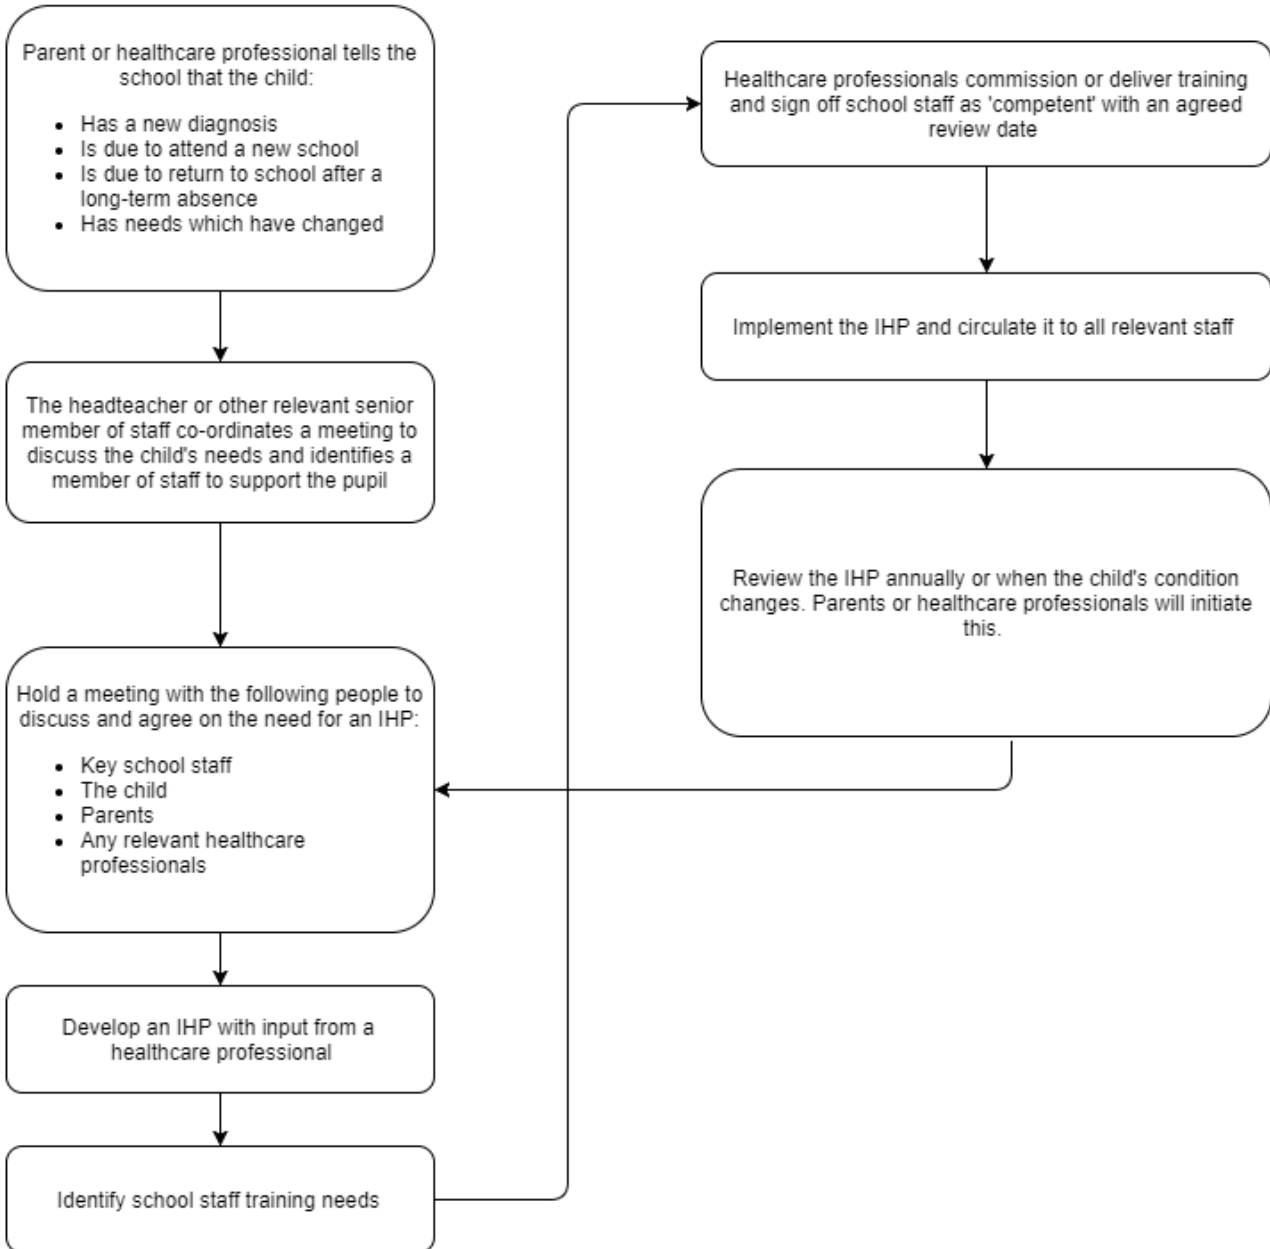 Parent or healthcare professional tells the
school that the child:
• Has a new diagnosis
• Is due to attend a new school
• Is due to return to school after a
long-term absence
• Has needs which have changed
The headteacher or other relevant senior
member of staff co-ordinates a meeting to
discuss the child's needs and identifies a
member of staff to support the pupil
Hold a meeting with the following people to
discuss and agree on the need for an IHP:
• Key school staff
• The child
• Parents
• Any relevant healthcare
professionals
Develop an IHP with input from a
healthcare professional
Identify school staff training needs
Healthcare professionals commission or deliver training
and sign off school staff as 'competent' with an agreed
review date
Implement the IHP and circulate it to all relevant staff
Review the IHP annually or when the child's condition
changes. Parents or healthcare professionals will initiate
this.